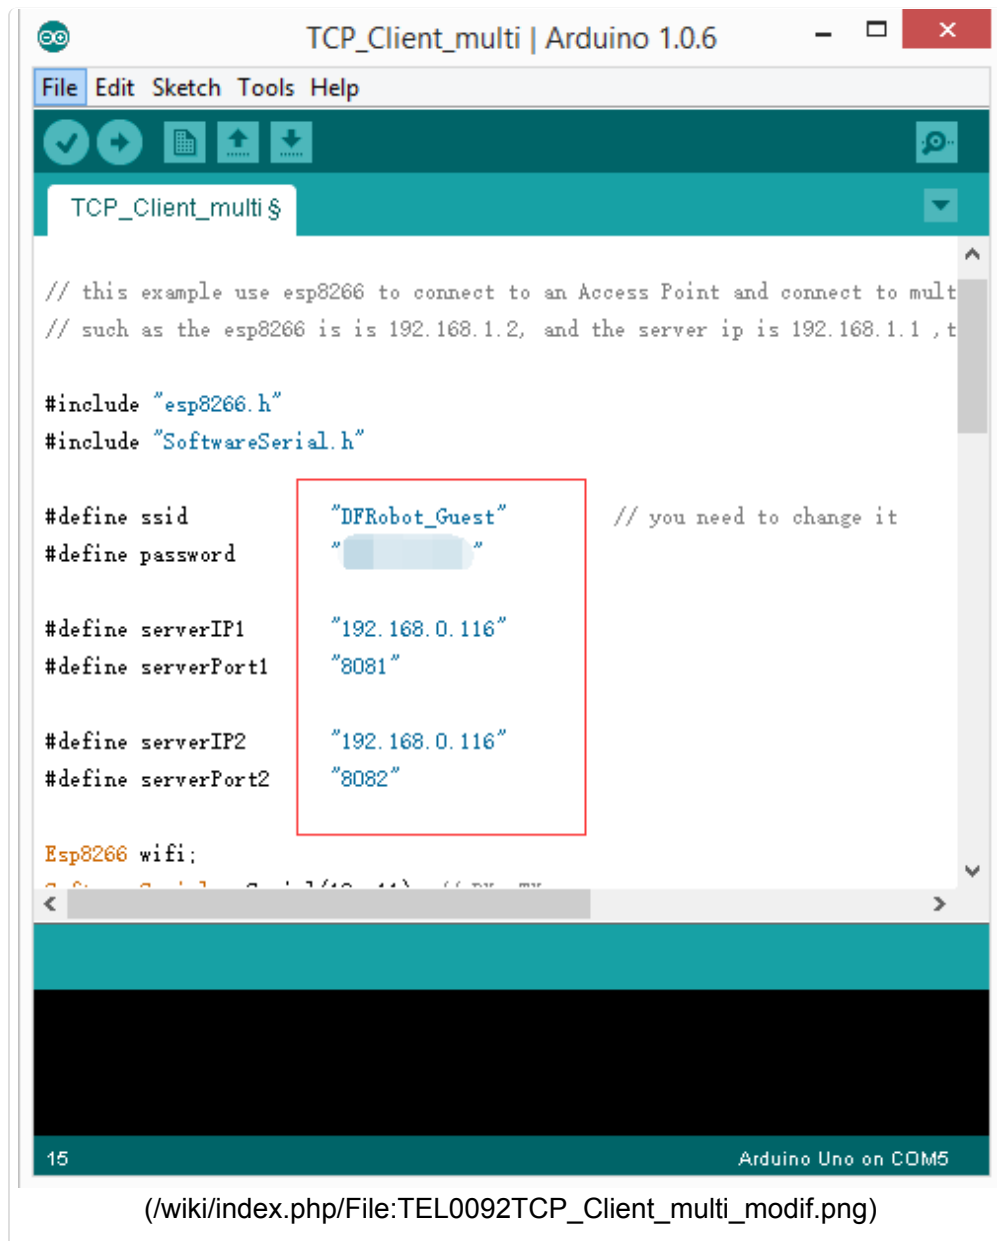 TCP_Client_multi | Arduino 1.0.6
File Edit Sketch Tools Help
TCP_Client_multi §
// this example use esp8266 to connect to an Access Point and connect to mult
// such as the esp8266 is is 192.168.1.2, and the server ip is 192.168.1.1 ,t
#include "esp8266.h"
#include "SoftwareSerial.h"
#define ssid "DFRobot_Guest" // you need to change it
#define password " "
#define serverIP1 "192.168.0.116"
#define serverPort1 "8081"
#define serverIP2 "192.168.0.116"
#define serverPort2 "8082"
Esp8266 wifi;
15 Arduino Uno on COM5
(/wiki/index.php/File:TEL0092TCP_Client_multi_modif.png)